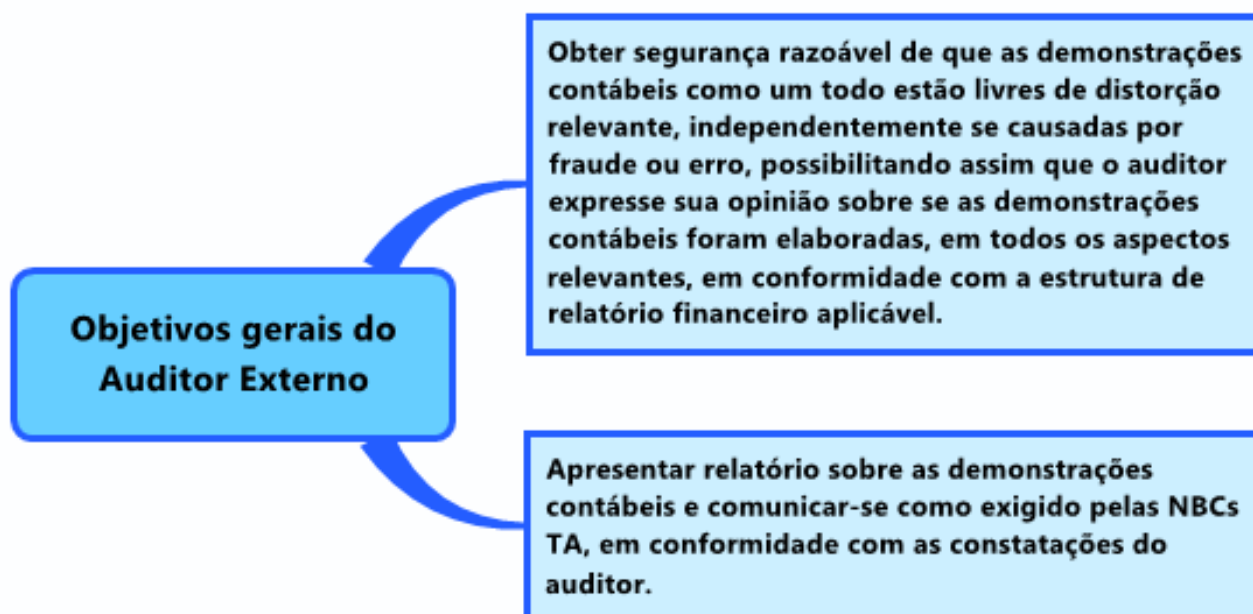 Objetivos gerais do
Auditor Externo
Obter segurança razoável de que as demonstrações
contábeis como um todo estão livres de distorção
relevante, independentemente se causadas por
fraude ou erro, possibilitando assim que o auditor
expresse sua opinião sobre se as demonstrações
contábeis foram elaboradas, em todos os aspectos
relevantes, em conformidade com a estrutura de
relatório financeiro aplicável.
Apresentar relatório sobre as demonstrações
contábeis e comunicar-se como exigido pelas NBCs
TA, em conformidade com as constatações do
auditor.